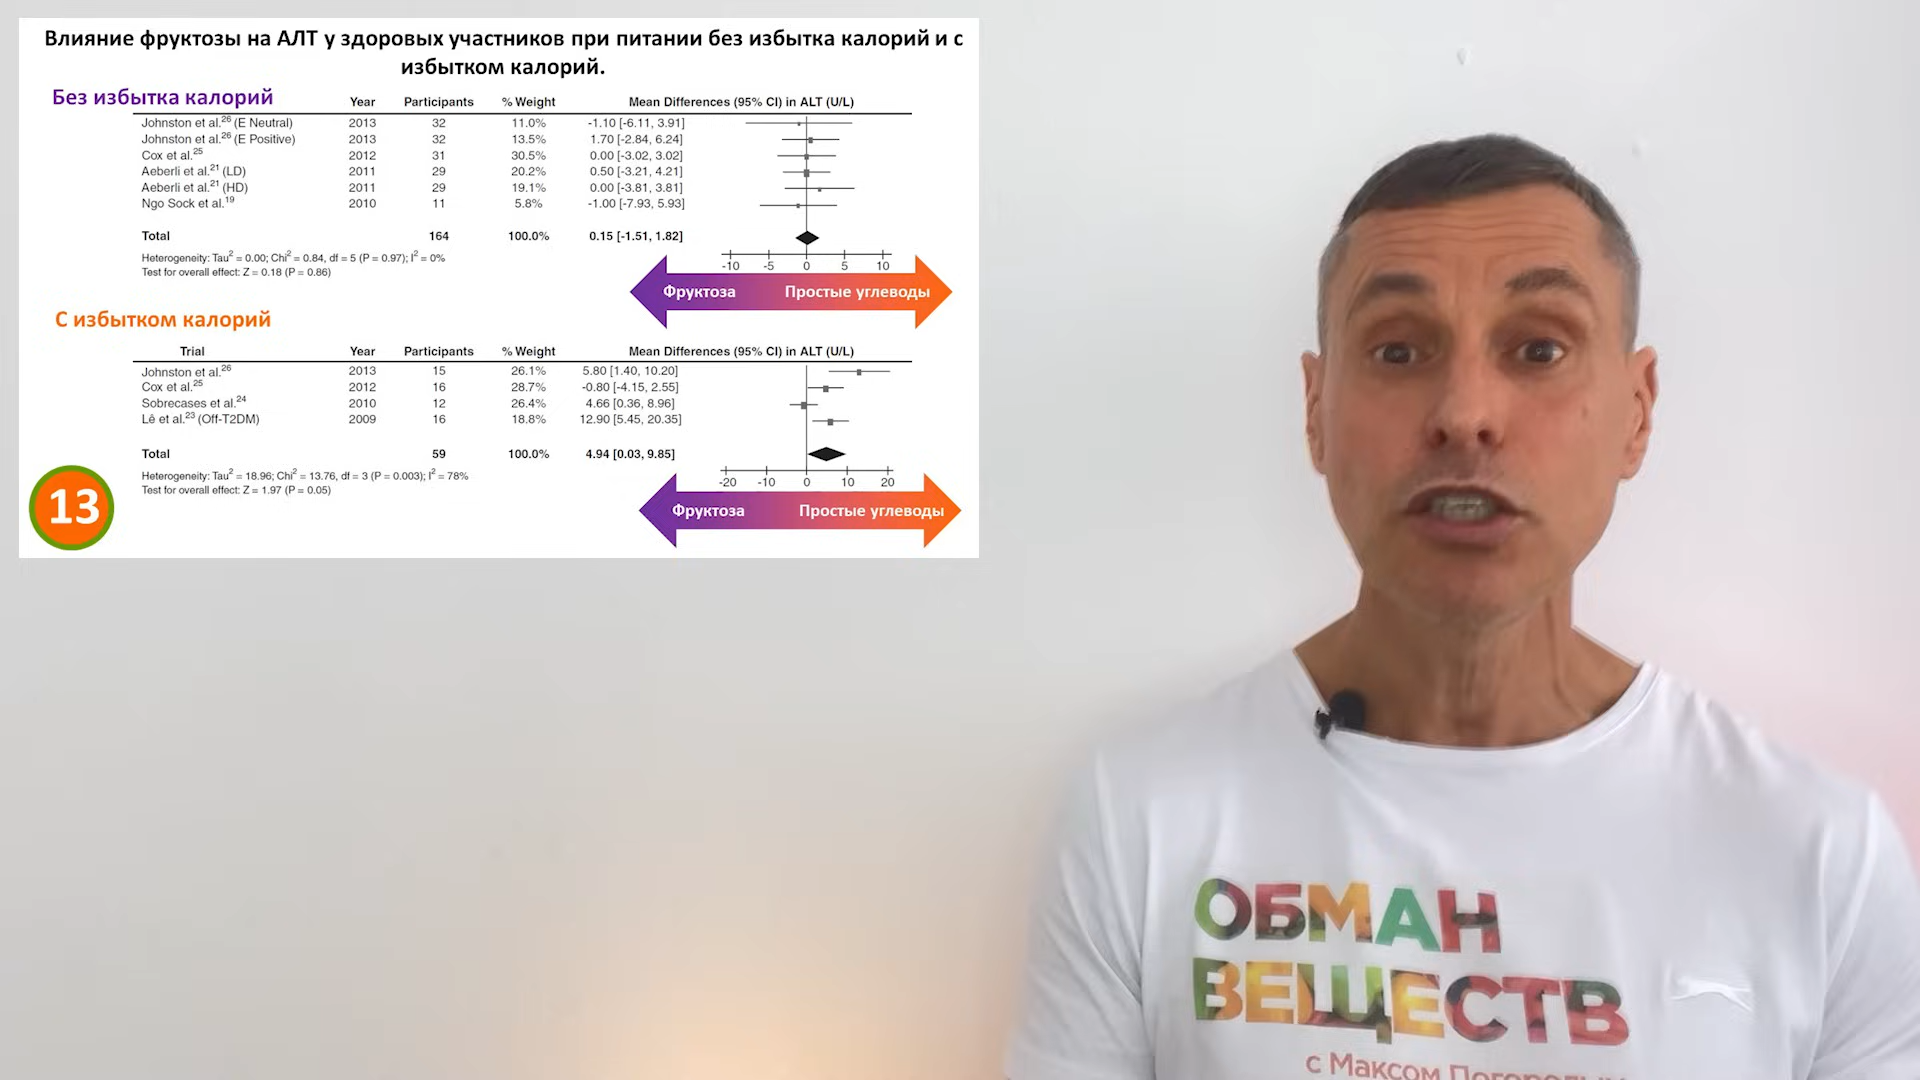 Влияние фруктозы на АЛТ у здоровых участников при питании без избытка калорий и с
избытком калорий.
Без избытка калорий
Year Participants % Weight Mean Differences (95% CI) in ALT (U/L)
Johnston et al.26 (E Neutral) 2013 32 11.0% -1.10 [-6.11, 3.91]
Johnston et al.26 (E Positive) 2013 32 13.5% 1.70 [-2.84, 6.24]
Cox et al.25 2012 31 30.5% 0.00 [-3.02, 3.02]
Aeberli et al.21 (LD) 2011 29 20.2% 0.50 [-3.21, 4.21]
Aeberli et al.21 (HD) 2011 29 19.1% 0.00 [-3.81, 3.81]
Ngo Sock et al.19 2010 11 5.8% -1.00 [-7.93, 5.93]
Total 164 100.0% 0.15 [-1.51, 1.82]
Heterogeneity: Tau2 = 0.00; Chi2 = 0.84, df = 5 (P = 0.97); I2 = 0%
Test for overall effect: Z = 0.18 (P = 0.86)
-10 -5 0 5 10
Фруктоза Простые углеводы
С избытком калорий
Trial Year Participants % Weight Mean Differences (95% CI) in ALT (U/L)
Johnston et al.26 2013 15 26.1% 5.80 [1.40, 10.20]
Cox et al.25 2012 16 28.7% -0.80 [-4.15, 2.55]
Sobrecases et al.24 2010 12 26.4% 4.66 [0.36, 8.96]
Lê et al.23 (Off-T2DM) 2009 16 18.8% 12.90 [5.45, 20.35]
Total 59 100.0% 4.94 [0.03, 9.85]
Heterogeneity: Tau2 = 18.96; Chi2 = 13.76, df = 3 (P = 0.003); I2 = 78%
Test for overall effect: Z = 1.97 (P = 0.05)
-20 -10 0 10 20
Фруктоза Простые углеводы
13
ОБМАН
ВЕЩЕСТВ
с Максом